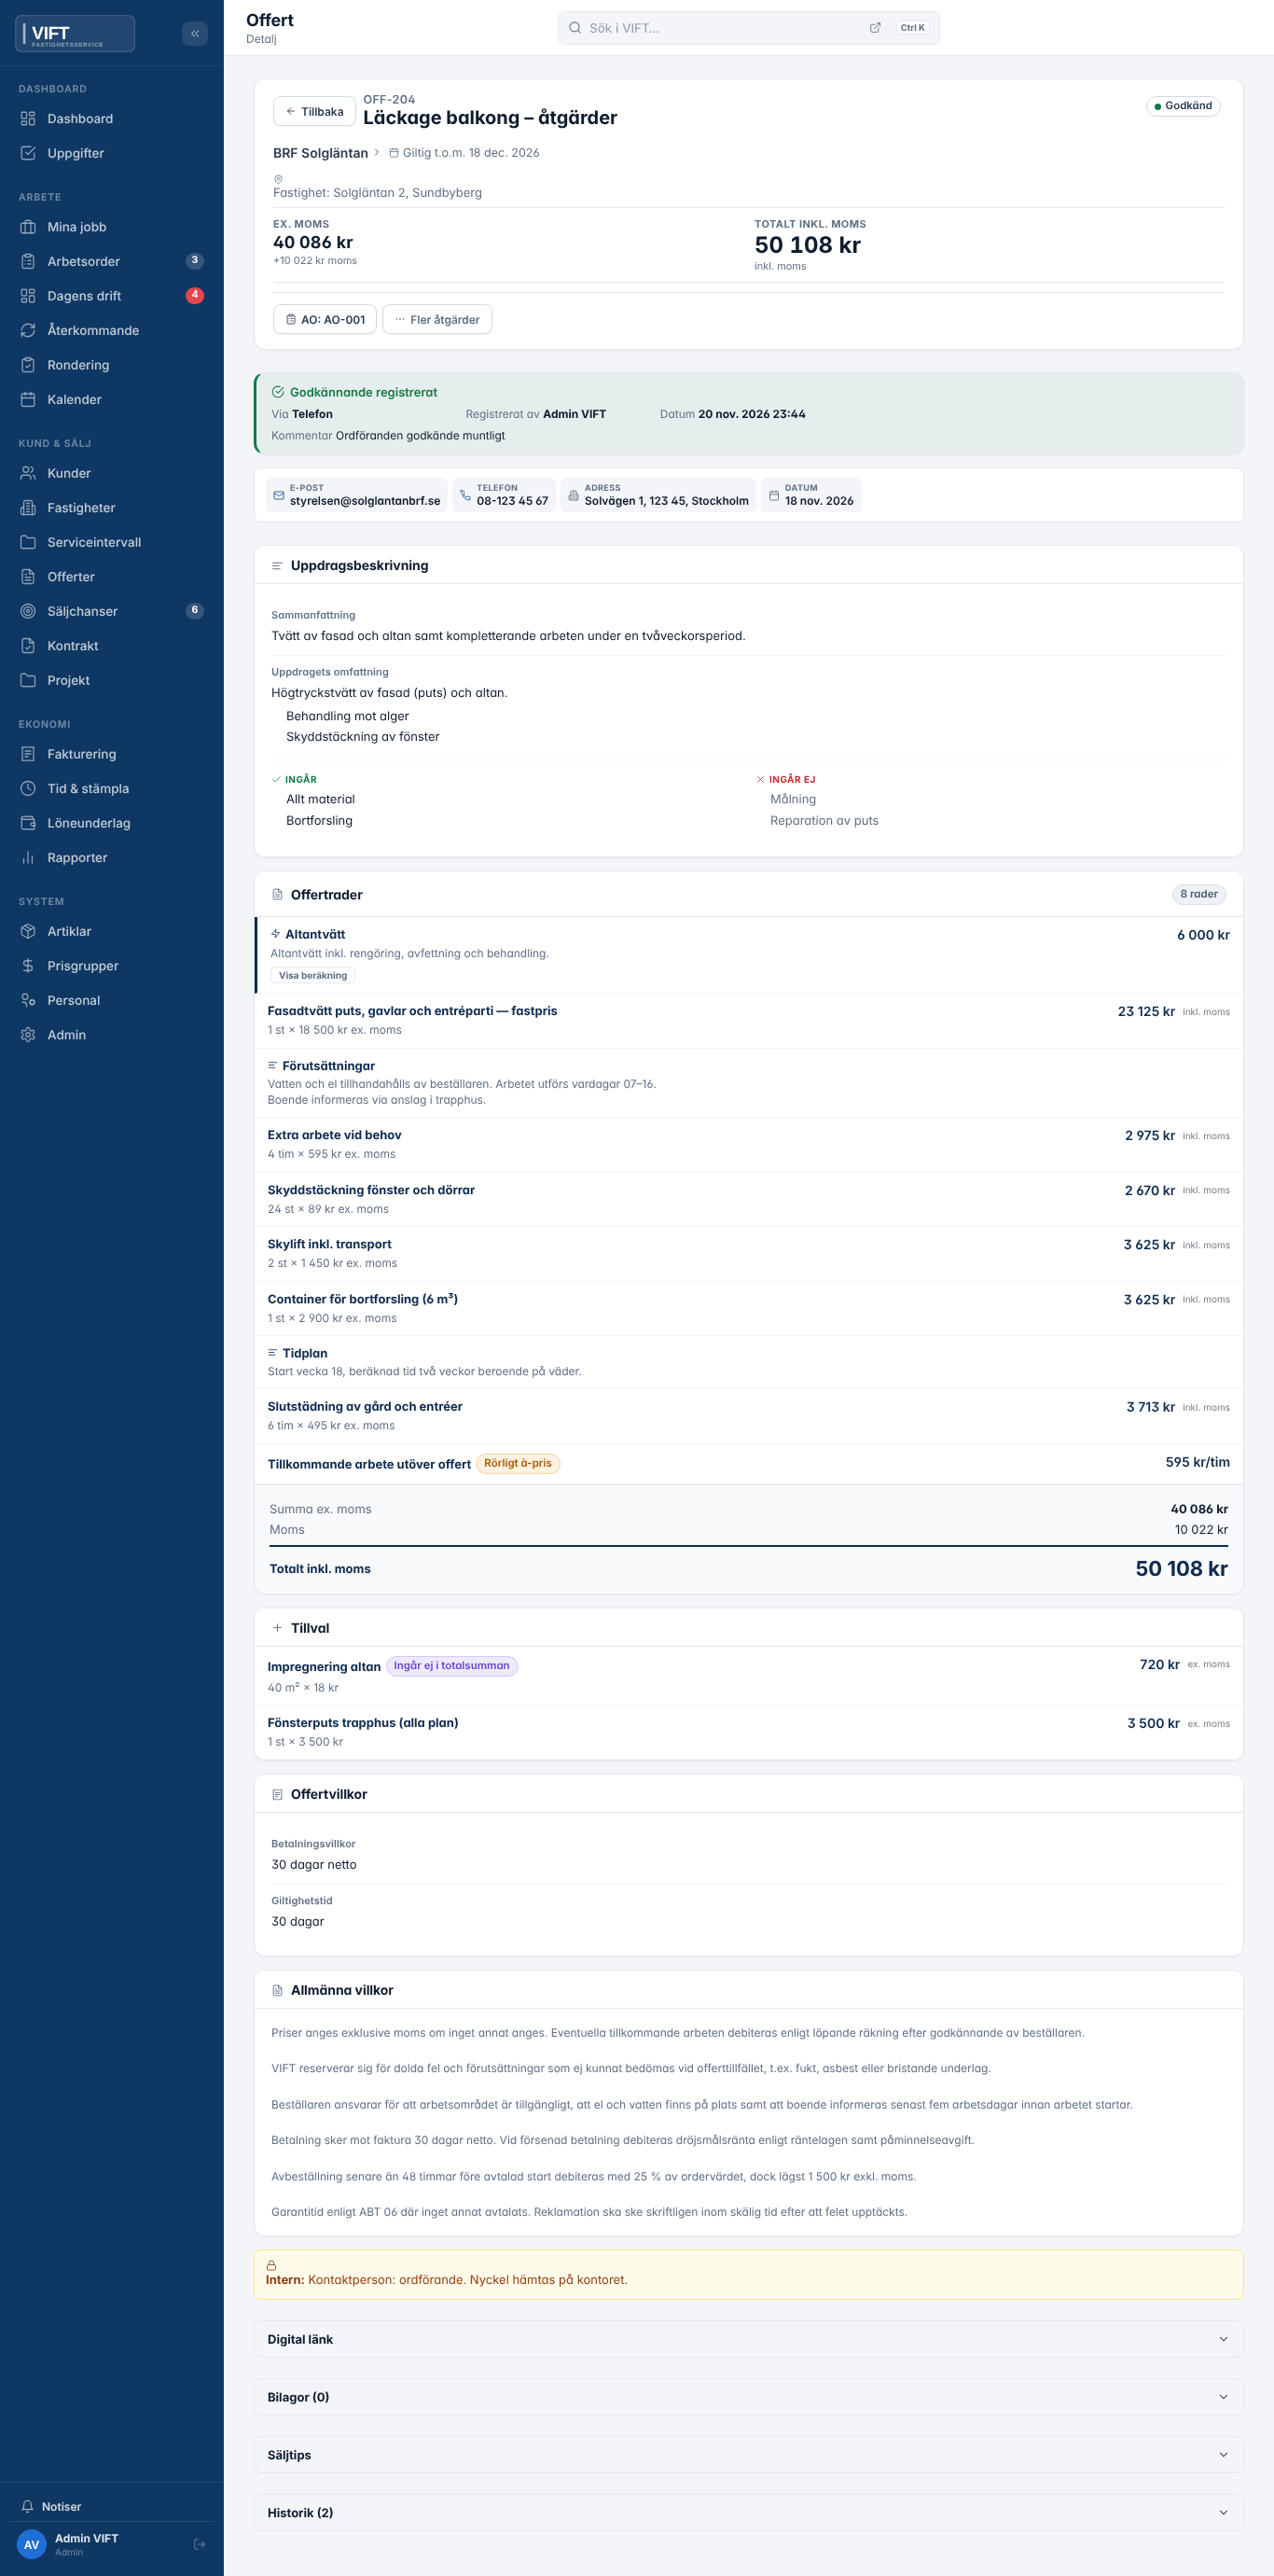 VIFT
FASTIGHETSSERVICE
DASHBOARD
Dashboard
Uppgifter
ARBETE
Mina jobb
Arbetsorder 3
Dagens drift 4
Återkommande
Rondering
Kalender
KUND & SÄLJ
Kunder
Fastigheter
Serviceintervall
Offerter
Säljchanser 6
Kontrakt
Projekt
EKONOMI
Fakturering
Tid & stämpla
Löneunderlag
Rapporter
SYSTEM
Artiklar
Prisgrupper
Personal
Admin
Notiser
AV Admin VIFT
Admin
Offert
Detalj
Sök i VIFT... Ctrl K
Tillbaka
OFF-204
Läckage balkong – åtgärder
Godkänd
BRF Solgläntan Giltig t.o.m. 18 dec. 2026
Fastighet: Solgläntan 2, Sundbyberg
EX. MOMS
40 086 kr
+10 022 kr moms
TOTALT INKL. MOMS
50 108 kr
inkl. moms
AO: AO-001 Fler åtgärder
Godkännande registrerat
Via Telefon Registrerat av Admin VIFT Datum 20 nov. 2026 23:44
Kommentar Ordföranden godkände muntligt
E-POST
styrelsen@solglantanbrf.se
TELEFON
08-123 45 67
ADRESS
Solvägen 1, 123 45, Stockholm
DATUM
18 nov. 2026
Uppdragsbeskrivning
Sammanfattning
Tvätt av fasad och altan samt kompletterande arbeten under en tvåveckorsperiod.
Uppdragets omfattning
Högtryckstvätt av fasad (puts) och altan.
Behandling mot alger
Skyddstäckning av fönster
INGÅR
Allt material
Bortforsling
INGÅR EJ
Målning
Reparation av puts
Offertrader 8 rader
Altantvätt 6 000 kr
Altantvätt inkl. rengöring, avfettning och behandling.
Visa beräkning
Fasadtvätt puts, gavlar och entréparti — fastpris 23 125 kr inkl. moms
1 st × 18 500 kr ex. moms
Förutsättningar
Vatten och el tillhandahålls av beställaren. Arbetet utförs vardagar 07–16.
Boende informeras via anslag i trapphus.
Extra arbete vid behov 2 975 kr inkl. moms
4 tim × 595 kr ex. moms
Skyddstäckning fönster och dörrar 2 670 kr inkl. moms
24 st × 89 kr ex. moms
Skylift inkl. transport 3 625 kr inkl. moms
2 st × 1 450 kr ex. moms
Container för bortforsling (6 m³) 3 625 kr inkl. moms
1 st × 2 900 kr ex. moms
Tidplan
Start vecka 18, beräknad tid två veckor beroende på väder.
Slutstädning av gård och entréer 3 713 kr inkl. moms
6 tim × 495 kr ex. moms
Tillkommande arbete utöver offert Rörligt à-pris 595 kr/tim
Summa ex. moms 40 086 kr
Moms 10 022 kr
Totalt inkl. moms 50 108 kr
Tillval
Impregnering altan Ingår ej i totalsumman 720 kr ex. moms
40 m² × 18 kr
Fönsterputs trapphus (alla plan) 3 500 kr ex. moms
1 st × 3 500 kr
Offertvillkor
Betalningsvillkor
30 dagar netto
Giltighetstid
30 dagar
Allmänna villkor
Priser anges exklusive moms om inget annat anges. Eventuella tillkommande arbeten debiteras enligt löpande räkning efter godkännande av beställaren.
VIFT reserverar sig för dolda fel och förutsättningar som ej kunnat bedömas vid offerttillfället, t.ex. fukt, asbest eller bristande underlag.
Beställaren ansvarar för att arbetsområdet är tillgängligt, att el och vatten finns på plats samt att boende informeras senast fem arbetsdagar innan arbetet startar.
Betalning sker mot faktura 30 dagar netto. Vid försenad betalning debiteras dröjsmålsränta enligt räntelagen samt påminnelseavgift.
Avbeställning senare än 48 timmar före avtalad start debiteras med 25 % av ordervärdet, dock lägst 1 500 kr exkl. moms.
Garantitid enligt ABT 06 där inget annat avtalats. Reklamation ska ske skriftligen inom skälig tid efter att felet upptäckts.
Intern: Kontaktperson: ordförande. Nyckel hämtas på kontoret.
Digital länk
Bilagor (0)
Säljtips
Historik (2)